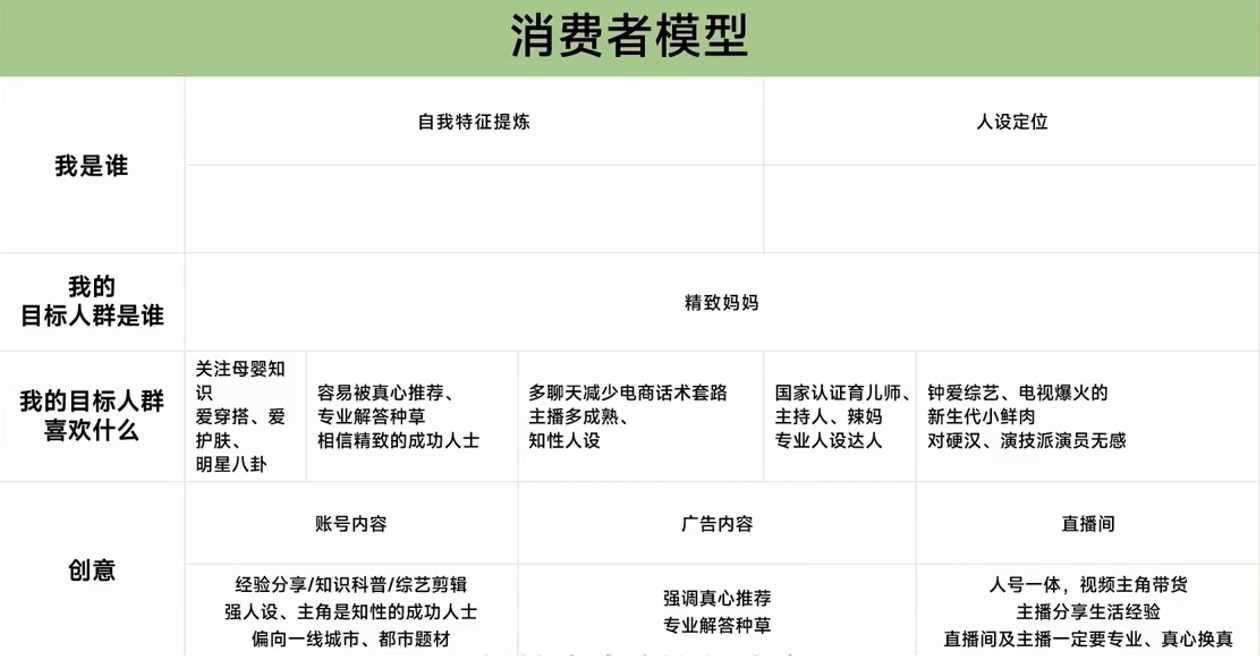 消费者模型
我是谁
自我特征提炼
人设定位
我的
目标人群是谁
精致妈妈
我的目标人群
喜欢什么
关注母婴知
识
爱穿搭、爱
护肤、
明星八卦
容易被真心推荐、
专业解答种草
相信精致的成功人士
多聊天减少电商话术套路
主播多成熟、
知性人设
国家认证育儿师、
主持人、辣妈
专业人设达人
钟爱综艺、电视爆火的
新生代小鲜肉
对硬汉、演技派演员无感
创意
账号内容
广告内容
直播间
经验分享/知识科普/综艺剪辑
强人设、主角是知性的成功人士
偏向一线城市、都市题材
强调真心推荐
专业解答种草
人号一体，视频主角带货
主播分享生活经验
直播间及主播一定要专业、真心换真